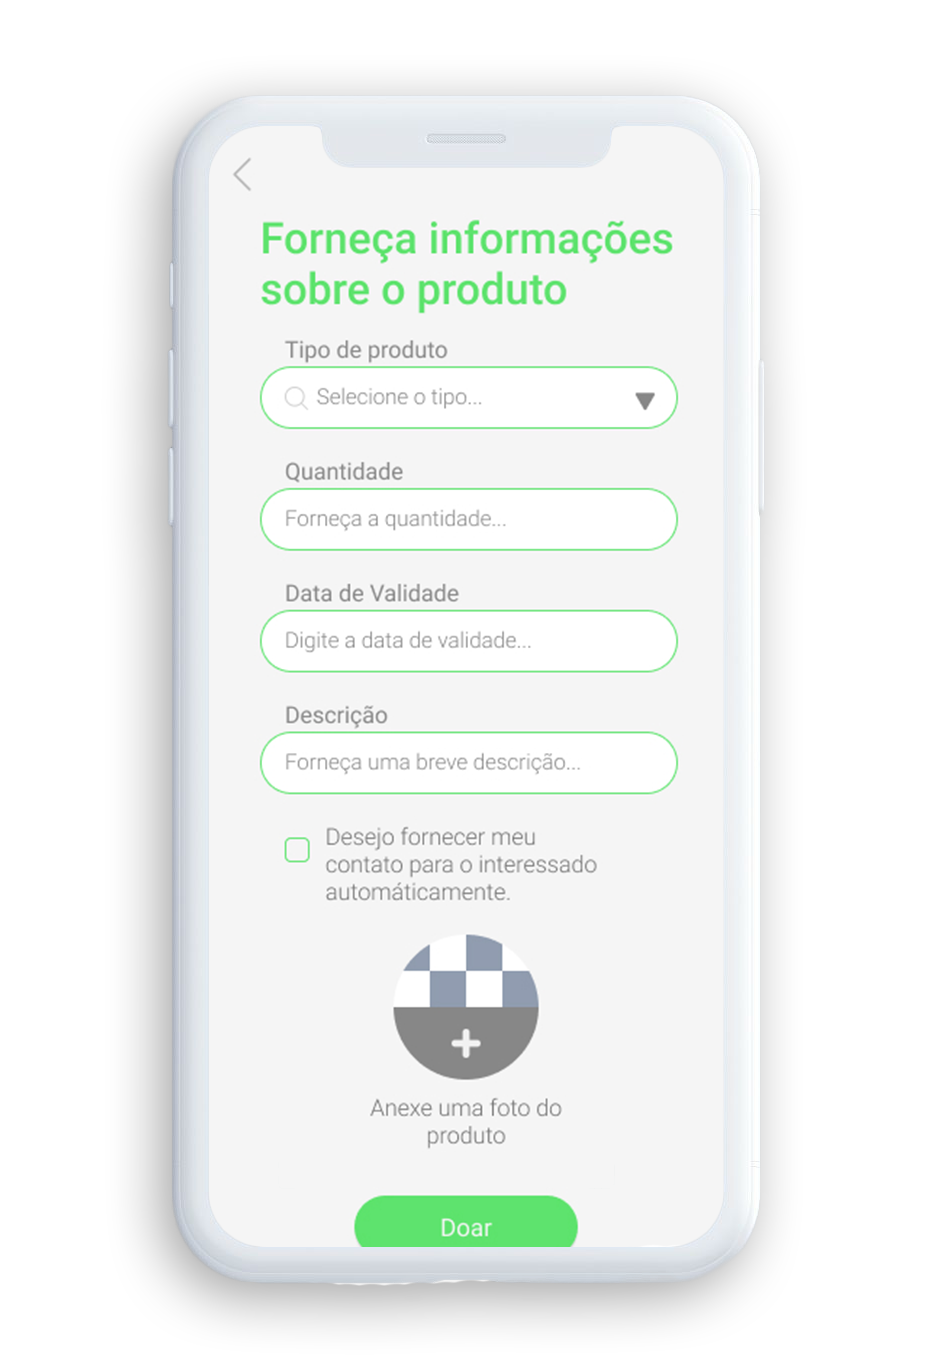 Forneça informações
sobre o produto
Tipo de produto
Selecione o tipo...
Quantidade
Forneça a quantidade...
Data de Validade
Digite a data de validade...
Descrição
Forneça uma breve descrição...
Desejo fornecer meu
contato para o interessado
automáticamente.
Anexe uma foto do
produto
Doar